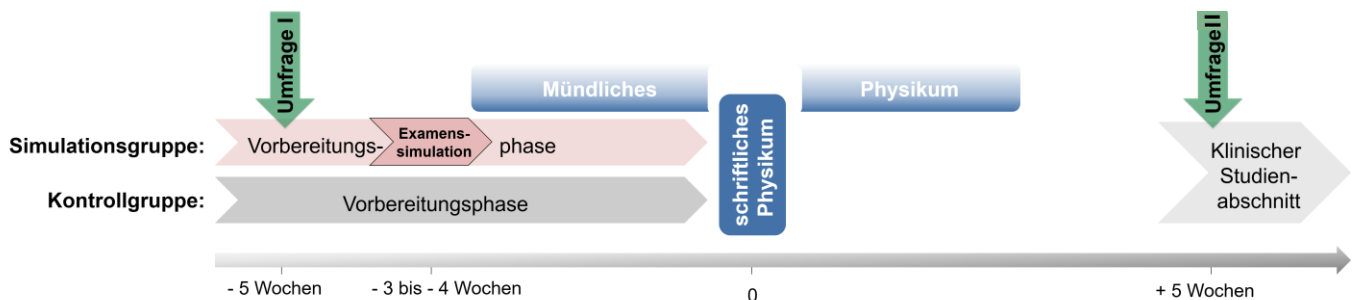 Umfrage I
Umfrage II
Mündliches
Physikum
Simulationsgruppe:
Vorbereitungs-
Examens-
simulation
phase
Kontrollgruppe:
Vorbereitungsphase
schriftliches
Physikum
Klinischer
Studien-
abschnitt
- 5 Wochen
- 3 bis - 4 Wochen
0
+ 5 Wochen